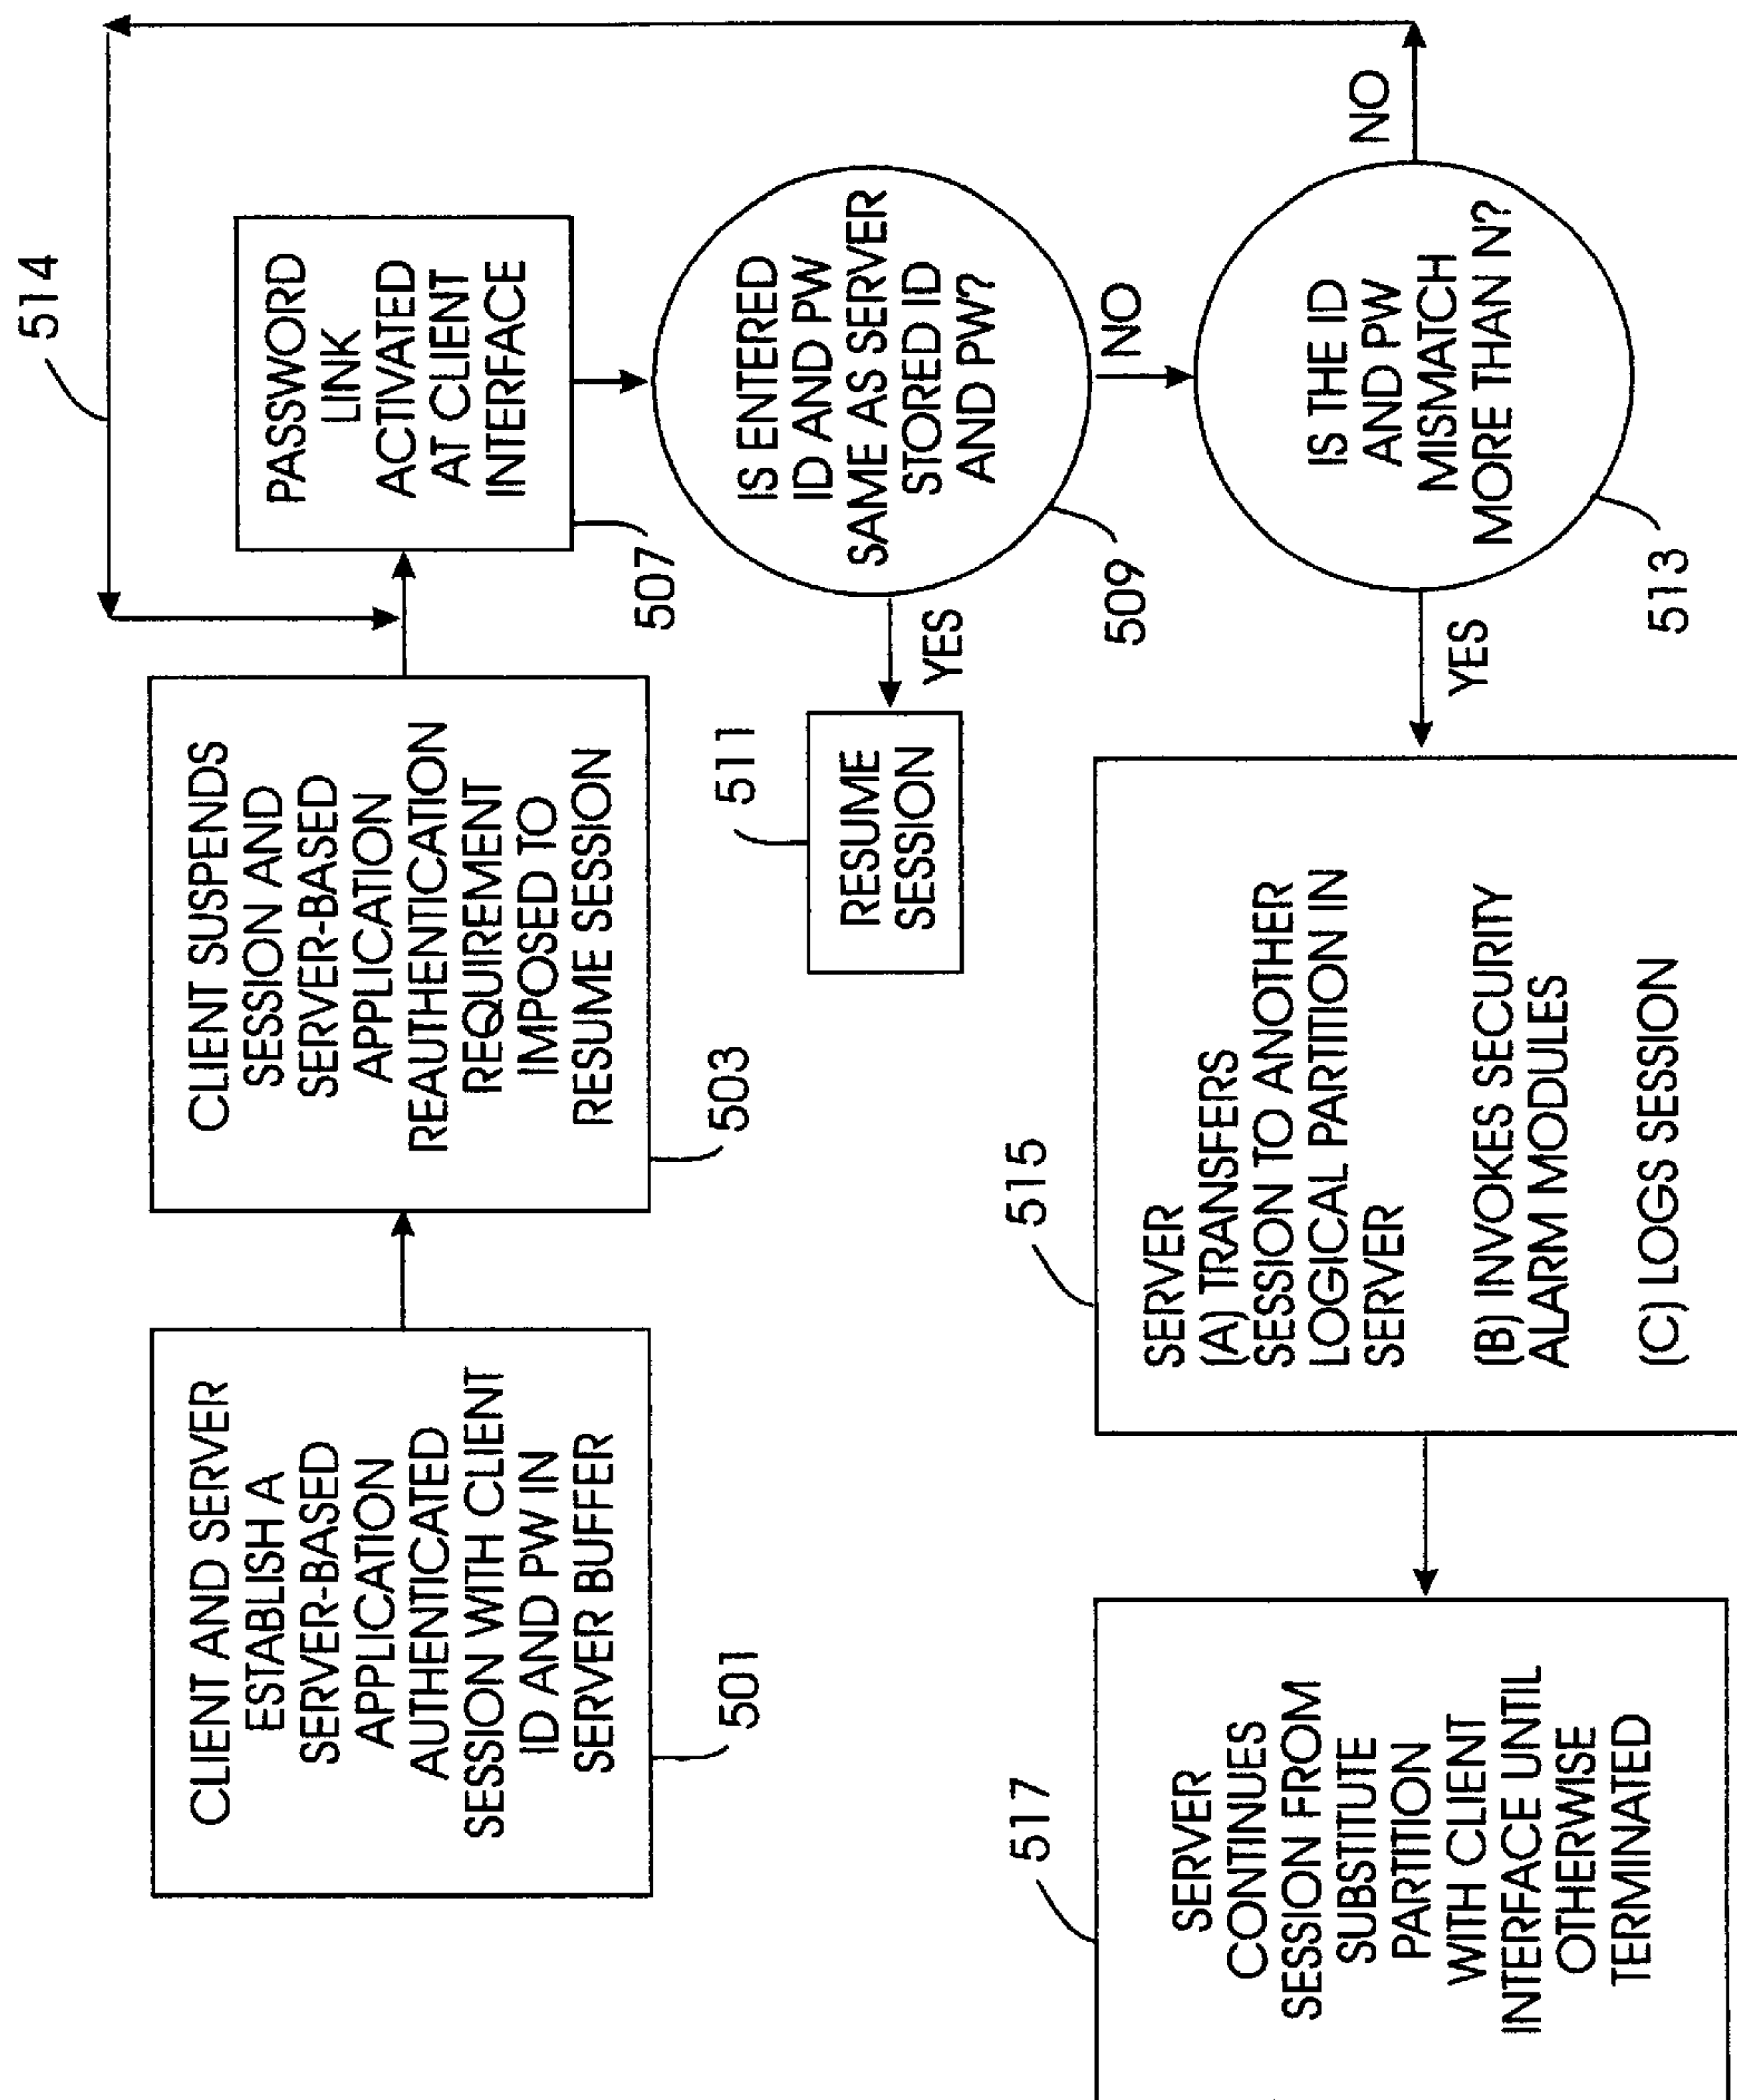 CLIENT AND SERVER
ESTABLISH A
SERVER-BASED
APPLICATION
AUTHENTICATED
SESSION WITH CLIENT
ID AND PW IN
SERVER BUFFER
501
CLIENT SUSPENDS
SESSION AND
SERVER-BASED
APPLICATION
REAUTHENTICATION
REQUIREMENT
IMPOSED TO
RESUME SESSION
503
514
PASSWORD
LINK
ACTIVATED
AT CLIENT
INTERFACE
507
IS ENTERED
ID AND PW
SAME AS SERVER
STORED ID
AND PW?
509
YES
511
RESUME
SESSION
NO
IS THE ID
AND PW
MISMATCH
MORE THAN N?
513
NO
YES
515
SERVER
(A) TRANSFERS
SESSION TO ANOTHER
LOGICAL PARTITION IN
SERVER
(B) INVOKES SECURITY
ALARM MODULES
(C) LOGS SESSION
517
SERVER
CONTINUES
SESSION FROM
SUBSTITUTE
PARTITION
WITH CLIENT
INTERFACE UNTIL
OTHERWISE
TERMINATED